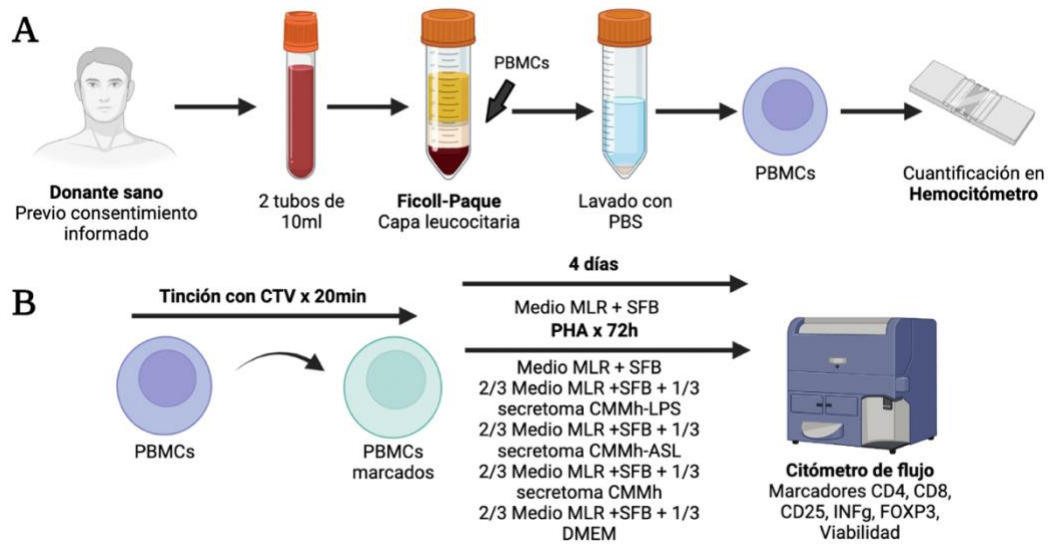 A
PBMCs
Donante sano
Previo consentimiento
informado
2 tubos de
10ml
Ficoll-Paque
Capa leucocitaria
Lavado con
PBS
PBMCs
Cuantificación en
Hemocitómetro
B
Tinción con CTV x 20min
PBMCs
PBMCs
marcados
4 días
Medio MLR + SFB
PHA x 72h
Medio MLR + SFB
2/3 Medio MLR +SFB + 1/3
secretoma CMMh-LPS
2/3 Medio MLR +SFB + 1/3
secretoma CMMh-ASL
2/3 Medio MLR +SFB + 1/3
secretoma CMMh
2/3 Medio MLR +SFB + 1/3
DMEM
Citómetro de flujo
Marcadores CD4, CD8,
CD25, INFg, FOXP3,
Viabilidad